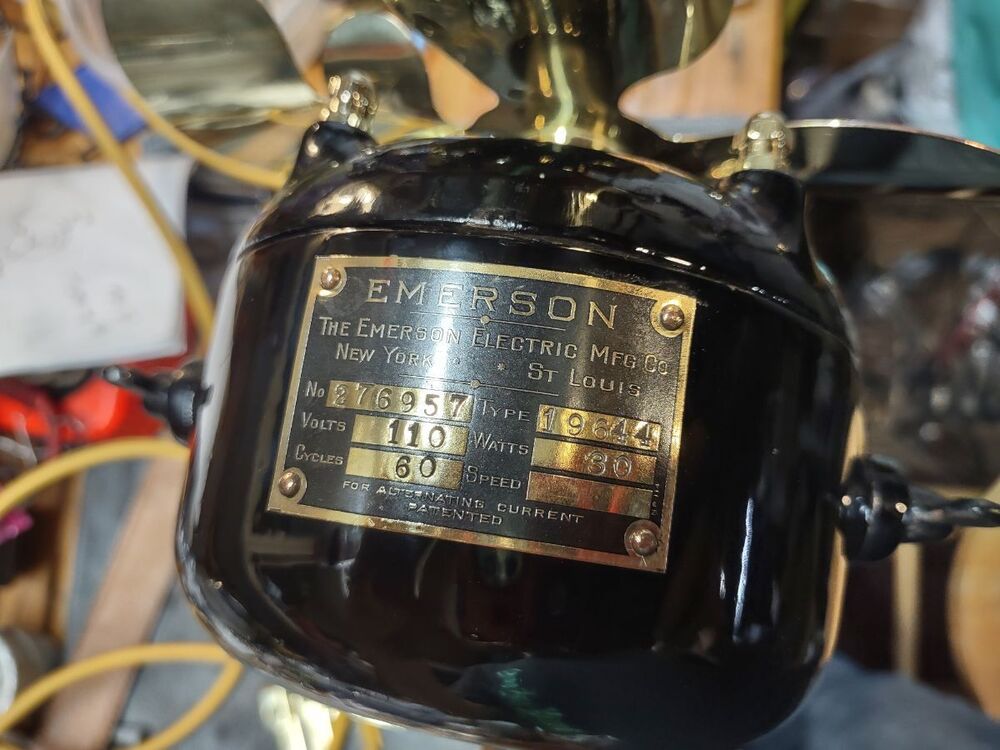 EMERSON
THE EMERSON ELECTRIC MFG CO
NEW YORK ST LOUIS
No 276957 TYPE 19644
VOLTS 110 WATTS 30
CYCLES 60 SPEED
FOR ALTERNATING CURRENT
PATENTED